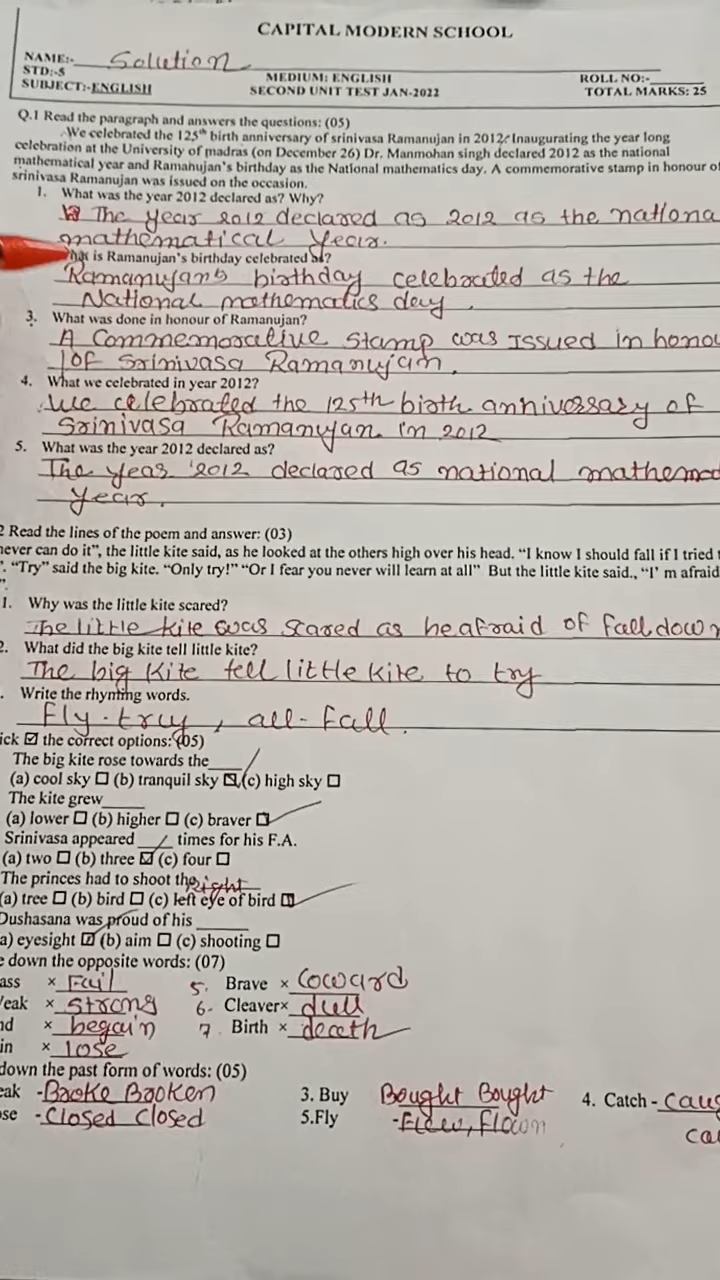 CAPITAL MODERN SCHOOL
NAME:- Solution
STD:-5
MEDIUM: ENGLISH ROLL NO:-
SUBJECT:-ENGLISH SECOND UNIT TEST JAN-2022 TOTAL MARKS: 25
Q.1 Read the paragraph and answers the questions: (05)
We celebrated the 125th birth anniversary of srinivasa Ramanujan in 2012. Inaugurating the year long
celebration at the University of madras (on December 26) Dr. Manmohan singh declared 2012 as the national
mathematical year and Ramanujan's birthday as the National mathematics day. A commemorative stamp in honour of
srinivasa Ramanujan was issued on the occasion.
1. What was the year 2012 declared as? Why?
The year 2012 declared as 2012 as the nationa
mathematical year.
hat is Ramanujan's birthday celebrated as?
Ramanujans birthday celebrated as the
National mathematics day.
3. What was done in honour of Ramanujan?
A Commemorative stamp was Issued in honou
of Srinivasa Ramanujan.
4. What we celebrated in year 2012?
We celebrated the 125th birth anniversary of
Srinivasa Ramanujan in 2012
5. What was the year 2012 declared as?
The year 2012 declared as national mathema
year.
2 Read the lines of the poem and answer: (03)
never can do it", the little kite said, as he looked at the others high over his head. "I know I should fall if I tried t
". "Try" said the big kite. "Only try!" "Or I fear you never will learn at all" But the little kite said., "I' m afraid
".
1. Why was the little kite scared?
The little kite was scared as he afraid of fall down
2. What did the big kite tell little kite?
The big Kite tell little kite to try
. Write the rhyming words.
Fly-try, all-fall.
ick ☑ the correct options: (05)
The big kite rose towards the____
(a) cool sky ☐ (b) tranquil sky ☑ (c) high sky ☐
The kite grew____
(a) lower ☐ (b) higher ☐ (c) braver ☑
Srinivasa appeared ____ times for his F.A.
(a) two ☐ (b) three ☑ (c) four ☐
The princes had to shoot the right
(a) tree ☐ (b) bird ☐ (c) left eye of bird ☑
Dushasana was proud of his ____
a) eyesight ☑ (b) aim ☐ (c) shooting ☐
e down the opposite words: (07)
ass × Fail 5. Brave × Coward
eak × strong 6. Cleaver× dull
nd × begain 7 Birth × death
in × lose
down the past form of words: (05)
eak -Broke Broken 3. Buy Bought Bought 4. Catch - Caug
ose -Closed closed 5.Fly -Flew, flown cau